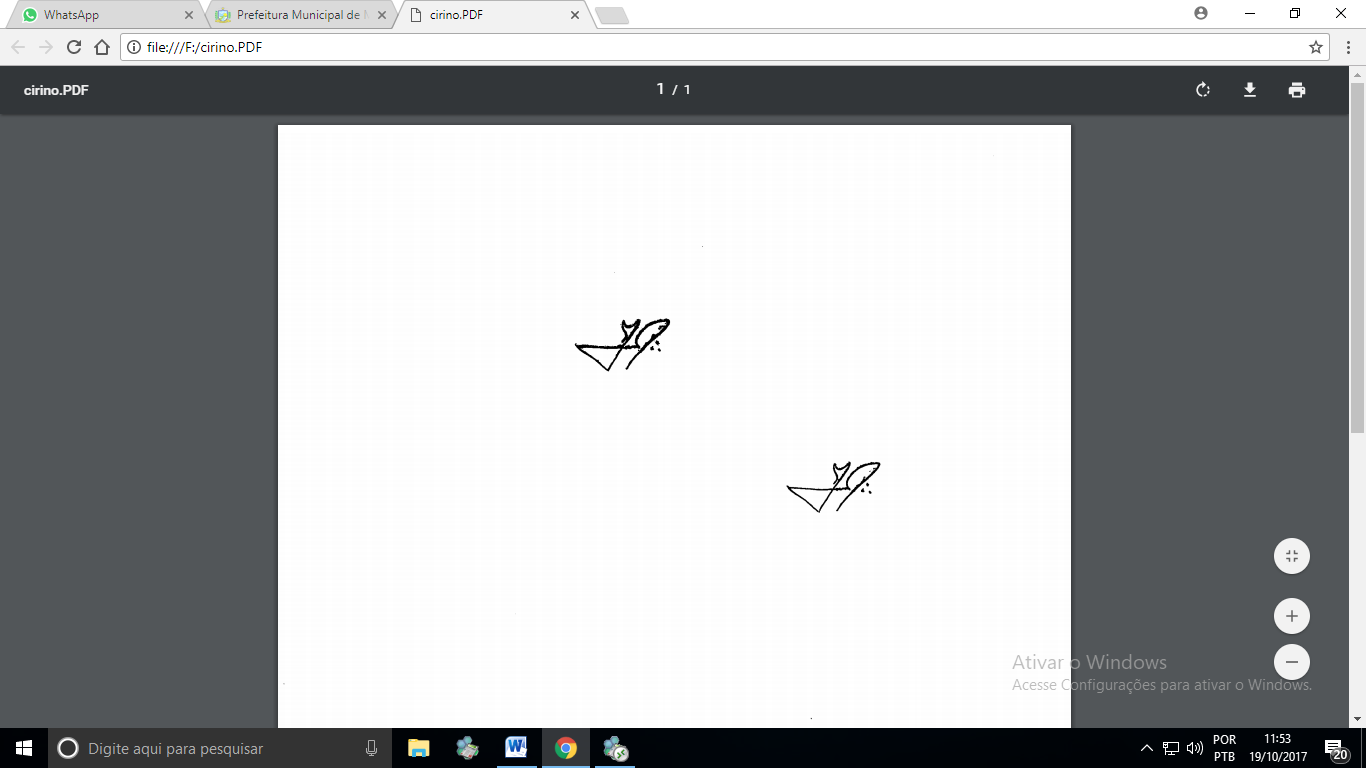 WhatsApp
Prefeitura Municipal de
cirino.PDF
file:///F:/cirino.PDF
cirino.PDF
1 / 1
Ativar o Windows
Acesse Configurações para ativar o Windows.
Digite aqui para pesquisar
POR
PTB
11:53
19/10/2017
20